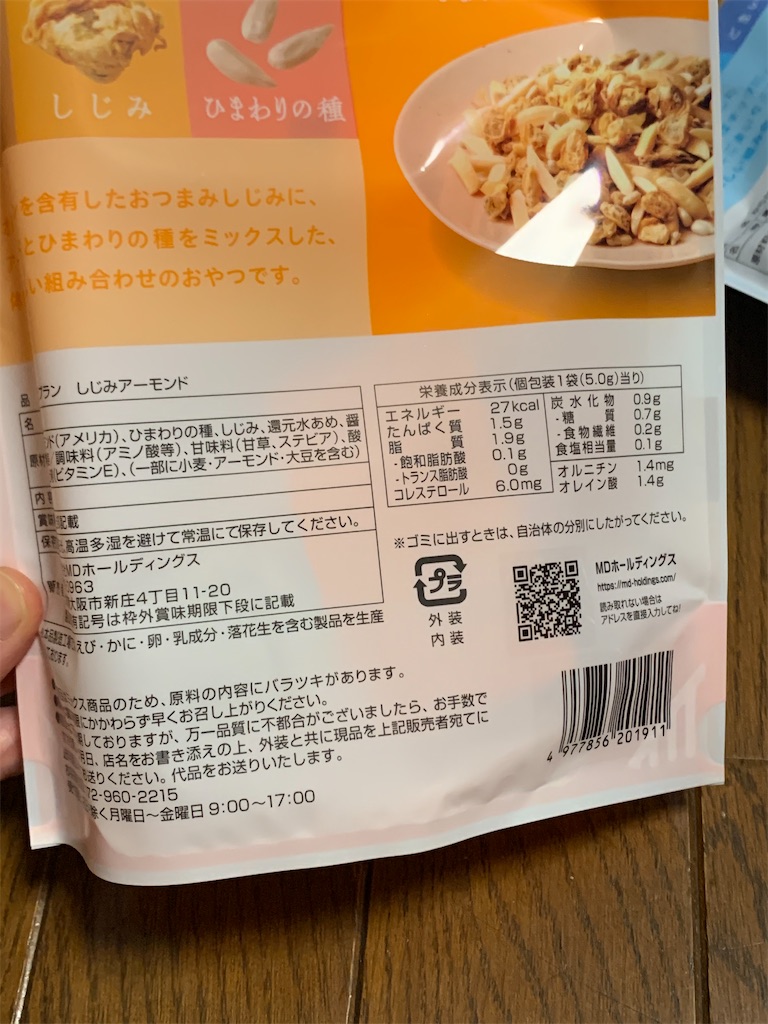 しじみ
ひまわりの種
を含有したおつまみしじみに、
とひまわりの種をミックスした、
い組み合わせのおやつです。
品
プラン しじみアーモンド
名
ド(アメリカ)、ひまわりの種、しじみ、還元水あめ、醤
調味料(アミノ酸等)、甘味料(甘草、ステビア)、酸
ビタミンE)、(一部に小麦・アーモンド・大豆を含む)
内
賞
記載
保
高温多湿を避けて常温にて保存してください。
MDホールディングス
0963
大阪市新庄4丁目11-20
有記号は枠外賞味期限下段に記載
えび・かに・卵・乳成分・落花生を含む製品を生産
ております。
栄養成分表示(個包装1袋(5.0g)当り)
エネルギー 27kcal
たんぱく質 1.5g
脂質 1.9g
-飽和脂肪酸 0.1g
-トランス脂肪酸 0g
コレステロール 6.0mg
炭水化物 0.9g
-糖質 0.7g
-食物繊維 0.2g
食塩相当量 0.1g
オルニチン 1.4mg
オレイン酸 1.4g
※ゴミに出すときは、自治体の分別にしたがってください。
プラ
外装
内装
MDホールディングス
https://md-holdings.com/
読み取れない場合は
アドレスを直接入力してね!
クス商品のため、原料の内容にバラツキがあります。
にかかわらず早くお召し上がりください。
しておりますが、万一品質に不都合がございましたら、お手数で
日、店名をお書き添えの上、外装と共に現品を上記販売者宛てに
お送りください。代品をお送りいたします。
72-960-2215
除く月曜日〜金曜日 9:00〜17:00
4 977856 201911